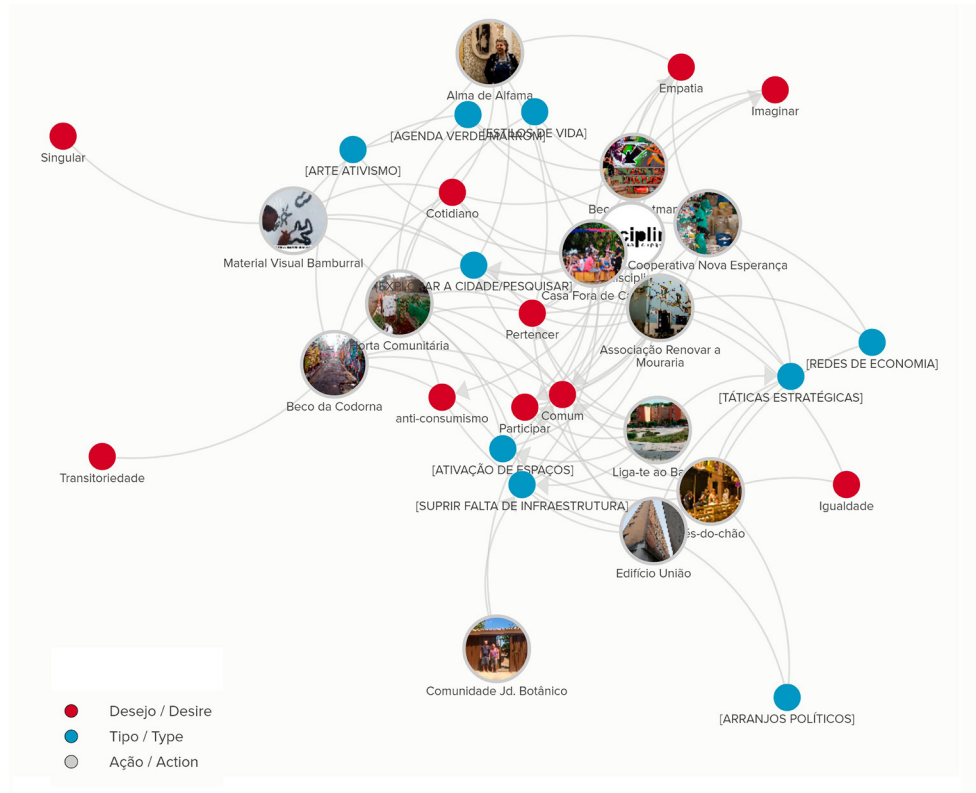 Alma de Alfama
Empatia
Imaginar
[AGENDA VERDE/MARROM]
[ESTILOS DE VIDA]
Singular
[ARTE ATIVISMO]
Cotidiano
Material Visual Bamburral
Cooperativa Nova Esperança
A CIDADE/PESQUISAR]
Casa Fora de
Pertencer
Horta Comunitária
Associação Renovar a
Mouraria
[REDES DE ECONOMIA]
[TÁTICAS ESTRATÉGICAS]
Beco da Codorna
anti-consumismo
Comum
Participar
[ATIVAÇÃO DE ESPAÇOS]
Liga-te ao
Transitoriedade
[SUPRIR FALTA DE INFRAESTRUTURA]
Igualdade
Edifício União
Comunidade Jd. Botânico
Desejo / Desire
[ARRANJOS POLÍTICOS]
Tipo / Type
Ação / Action